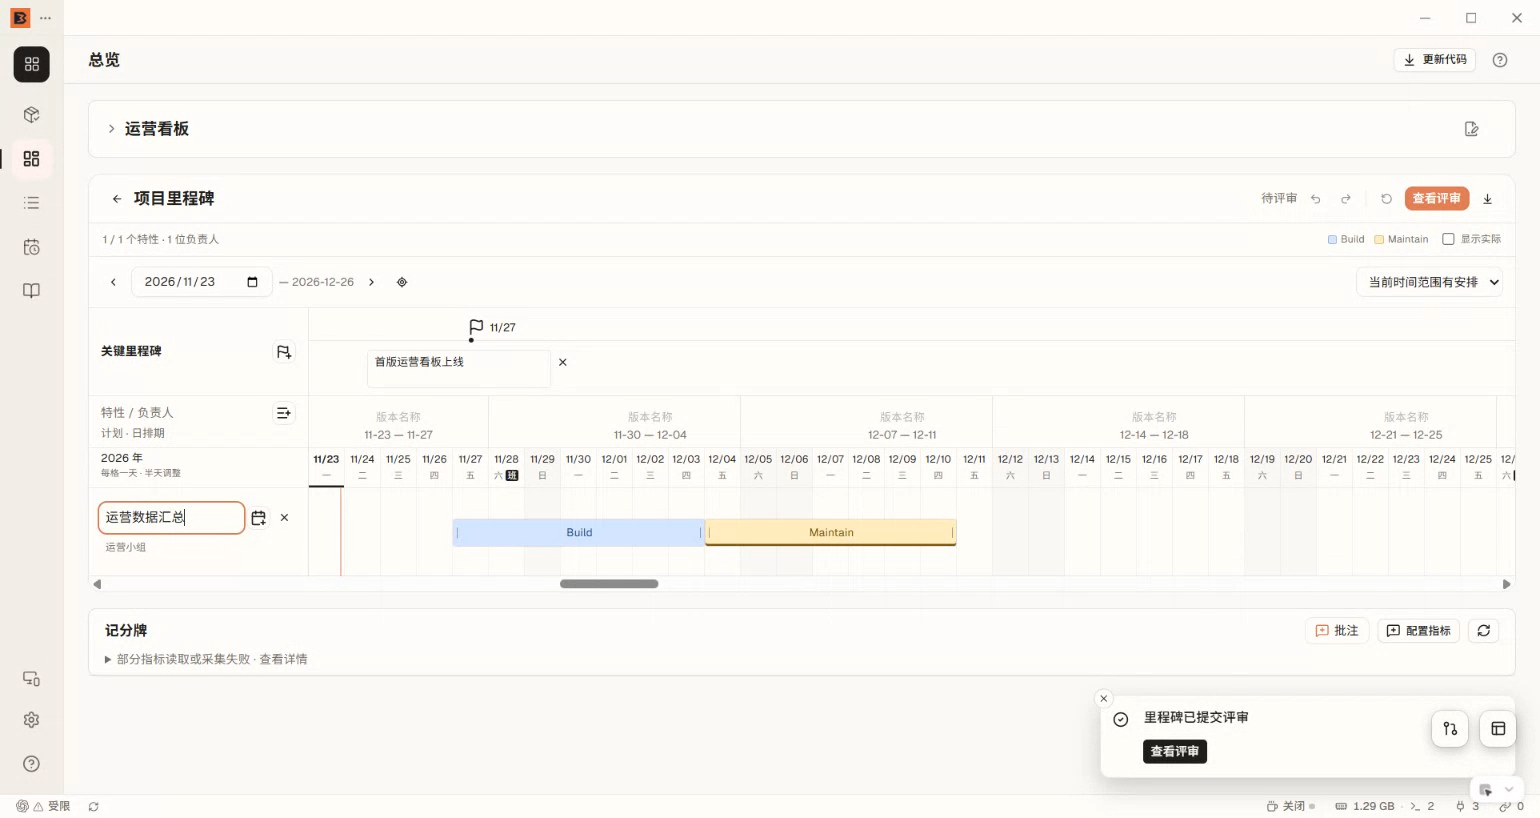 总览
更新代码
运营看板
项目里程碑
待评审
查看评审
1 / 1 个特性 · 1 位负责人
Build
Maintain
显示实际
2026/11/23
— 2026-12-26
当前时间范围有安排
11/27
关键里程碑
首版运营看板上线
特性 / 负责人
计划 · 日排期
版本名称
11-23 — 11-27
版本名称
11-30 — 12-04
版本名称
12-07 — 12-11
版本名称
12-14 — 12-18
版本名称
12-21 — 12-25
2026 年
每格一天 · 半天调整
11/23 11/24 11/25 11/26 11/27 11/28 11/29 11/30 12/01 12/02 12/03 12/04 12/05 12/06 12/07 12/08 12/09 12/10 12/11 12/12 12/13 12/14 12/15 12/16 12/17 12/18 12/19 12/20 12/21 12/22 12/23 12/24 12/25 12/
一 二 三 四 五 六 班 日 一 二 三 四 五 六 日 一 二 三 四 五 六 日 一 二 三 四 五 六 日 一 二 三 四 五 六
运营数据汇总
运营小组
Build
Maintain
记分牌
批注
配置指标
部分指标读取或采集失败 · 查看详情
里程碑已提交评审
查看评审
受限
关闭
1.29 GB
2
3
0